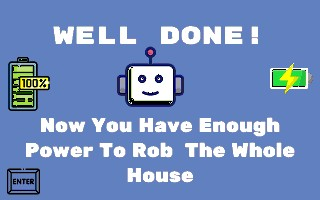 WELL DONE!
100%
Now You Have Enough
Power To Rob The Whole
House
ENTER